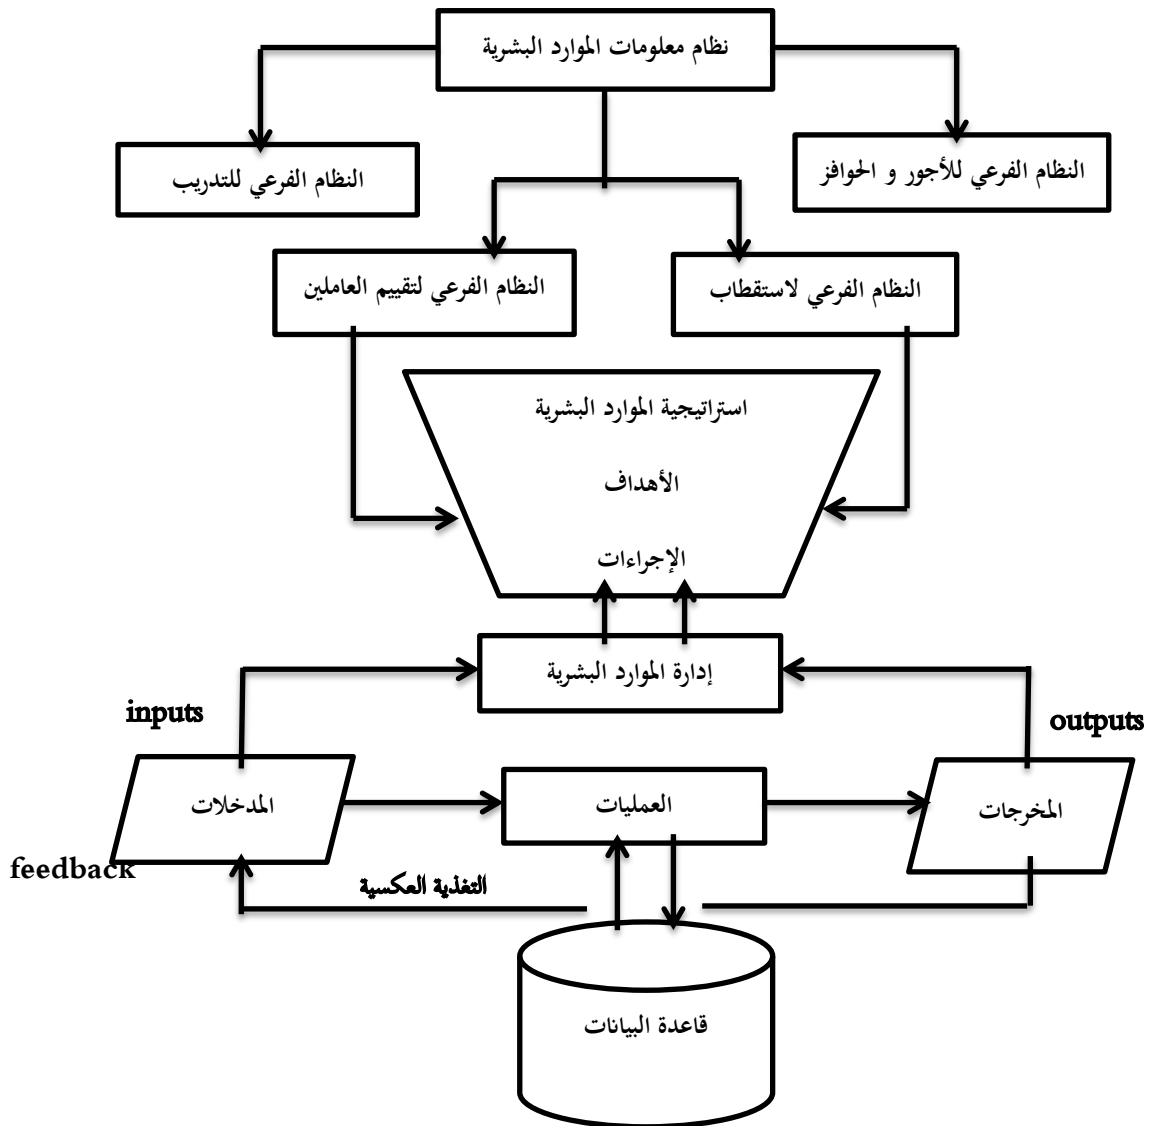 نظام معلومات الموارد البشرية
النظام الفرعي للأجور و الحوافز
النظام الفرعي للتدريب
النظام الفرعي لاستقطاب
النظام الفرعي لتقييم العاملين
استراتيجية الموارد البشرية
الأهداف
الإجراءات
إدارة الموارد البشرية
inputs
outputs
المدخلات
العمليات
المخرجات
feedback
التغذية العكسية
قاعدة البيانات